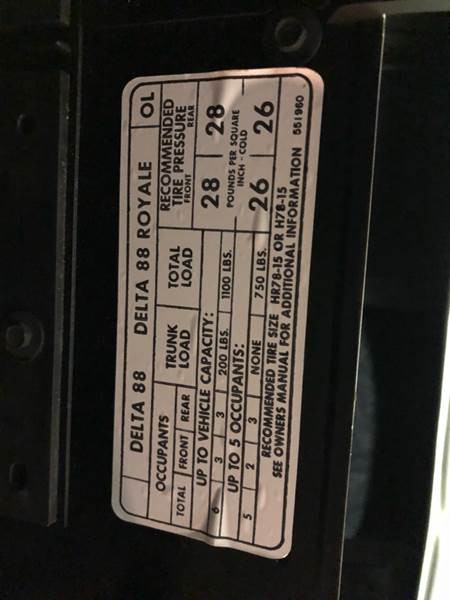 DELTA 88 DELTA 88 ROYALE OL
OCCUPANTS TRUNK LOAD TOTAL LOAD RECOMMENDED TIRE PRESSURE
TOTAL FRONT REAR FRONT REAR
UP TO VEHICLE CAPACITY: 28 28
6 3 3 200 LBS. 1100 LBS. POUNDS PER SQUARE
UP TO 5 OCCUPANTS: INCH - COLD
5 2 3 NONE 750 LBS. 26 26
RECOMMENDED TIRE SIZE HR78-15 OR H78-15
SEE OWNERS MANUAL FOR ADDITIONAL INFORMATION 551960